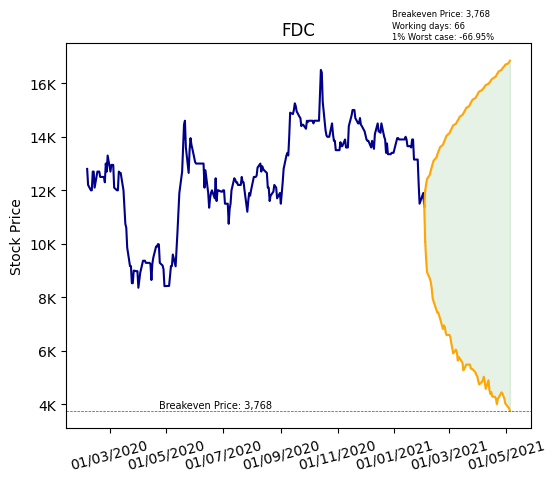 Breakeven Price: 3,768
Working days: 66
1% Worst case: -66.95%
FDC
Stock Price
16K
14K
12K
10K
8K
6K
4K
Breakeven Price: 3,768
01/03/2020
01/05/2020
01/07/2020
01/09/2020
01/11/2020
01/01/2021
01/03/2021
01/05/2021